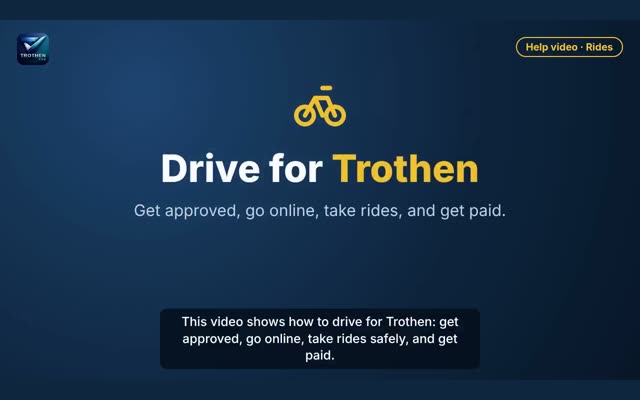 TROTHEN
Help video · Rides
Drive for Trothen
Get approved, go online, take rides, and get paid.
This video shows how to drive for Trothen: get
approved, go online, take rides safely, and get
paid.